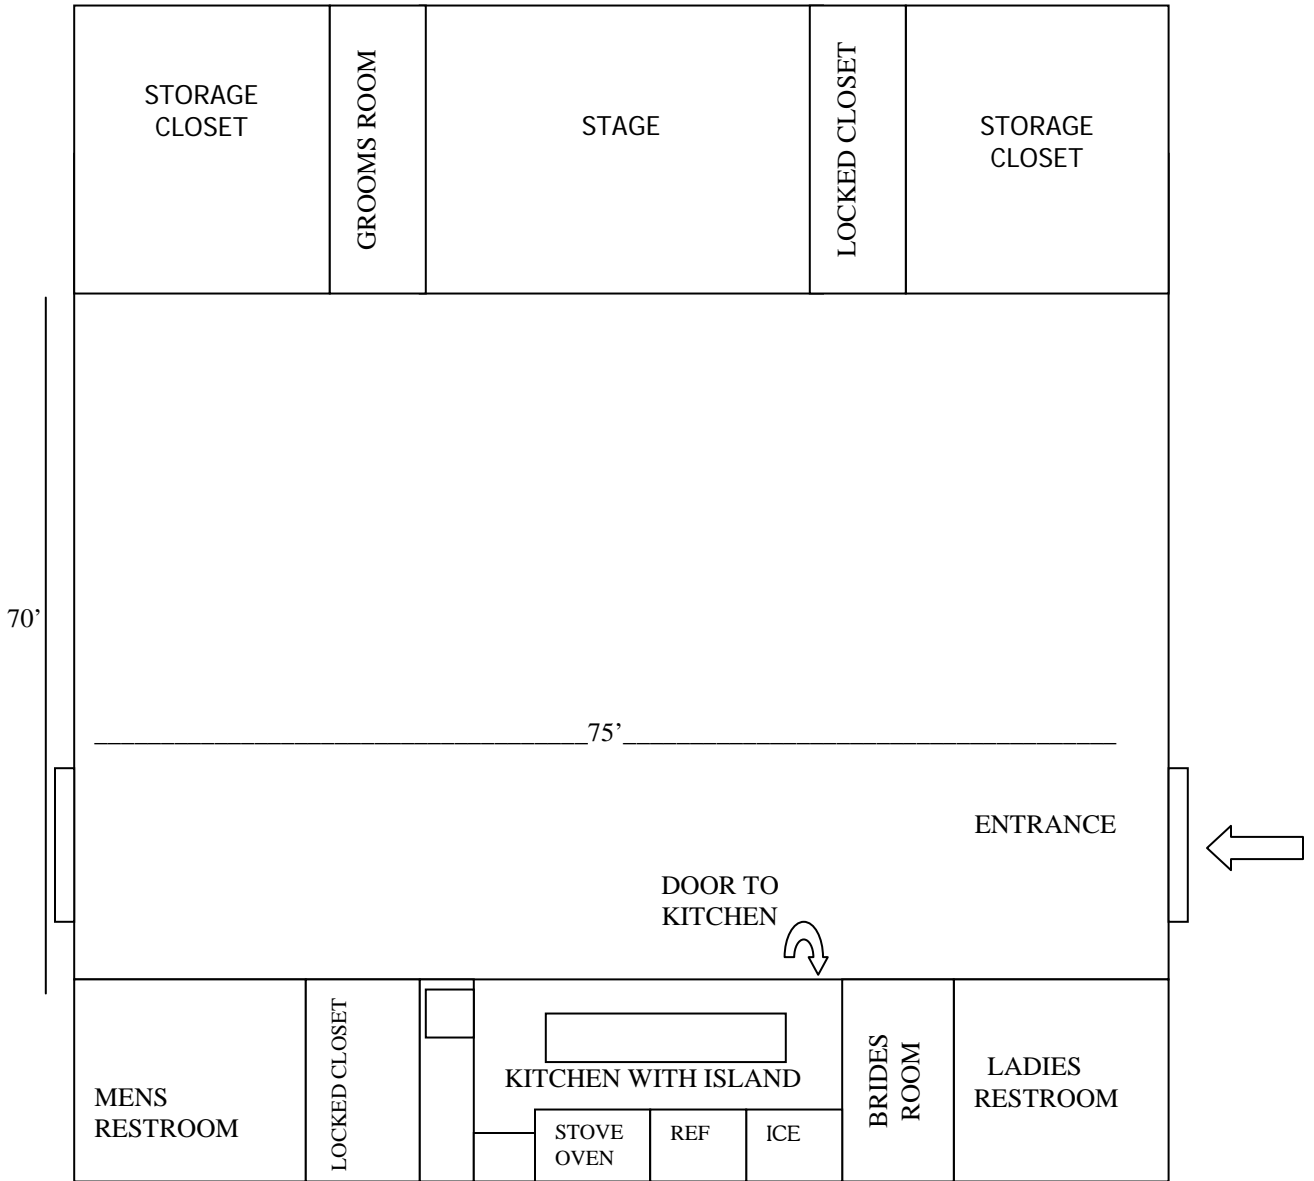 STORAGE
CLOSET
GROOMS ROOM
STAGE
LOCKED CLOSET
STORAGE
CLOSET
70’
75’
ENTRANCE
DOOR TO
KITCHEN
MENS
RESTROOM
LOCKED CLOSET
KITCHEN WITH ISLAND
STOVE
OVEN
REF
ICE
BRIDES
ROOM
LADIES
RESTROOM